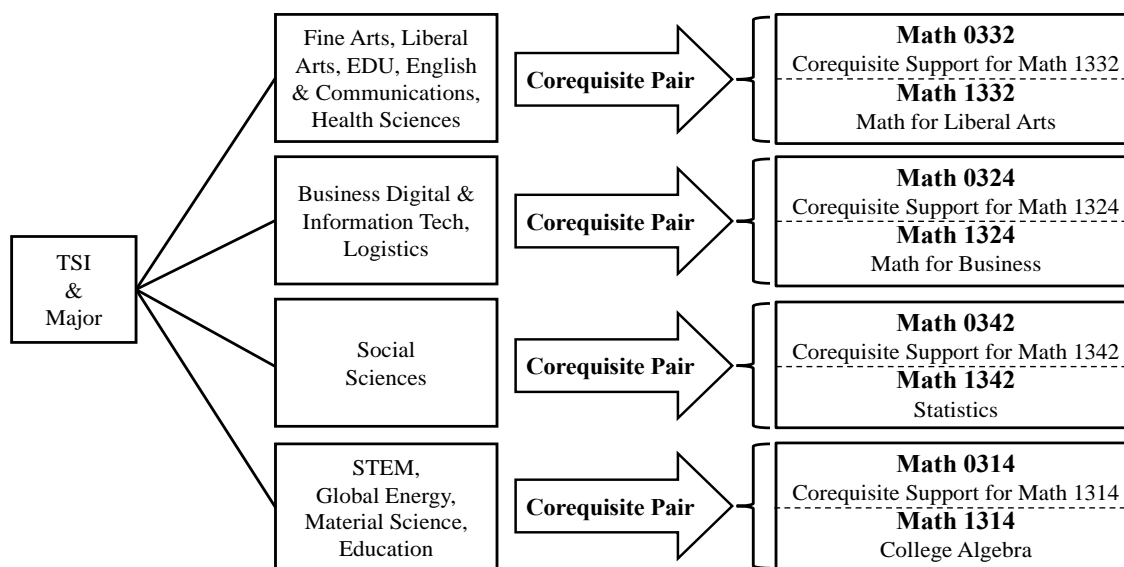 TSI
&
Major
Fine Arts, Liberal
Arts, EDU, English
& Communications,
Health Sciences
Corequisite Pair
Math 0332
Corequisite Support for Math 1332
Math 1332
Math for Liberal Arts
Business Digital &
Information Tech,
Logistics
Corequisite Pair
Math 0324
Corequisite Support for Math 1324
Math 1324
Math for Business
Social
Sciences
Corequisite Pair
Math 0342
Corequisite Support for Math 1342
Math 1342
Statistics
STEM,
Global Energy,
Material Science,
Education
Corequisite Pair
Math 0314
Corequisite Support for Math 1314
Math 1314
College Algebra